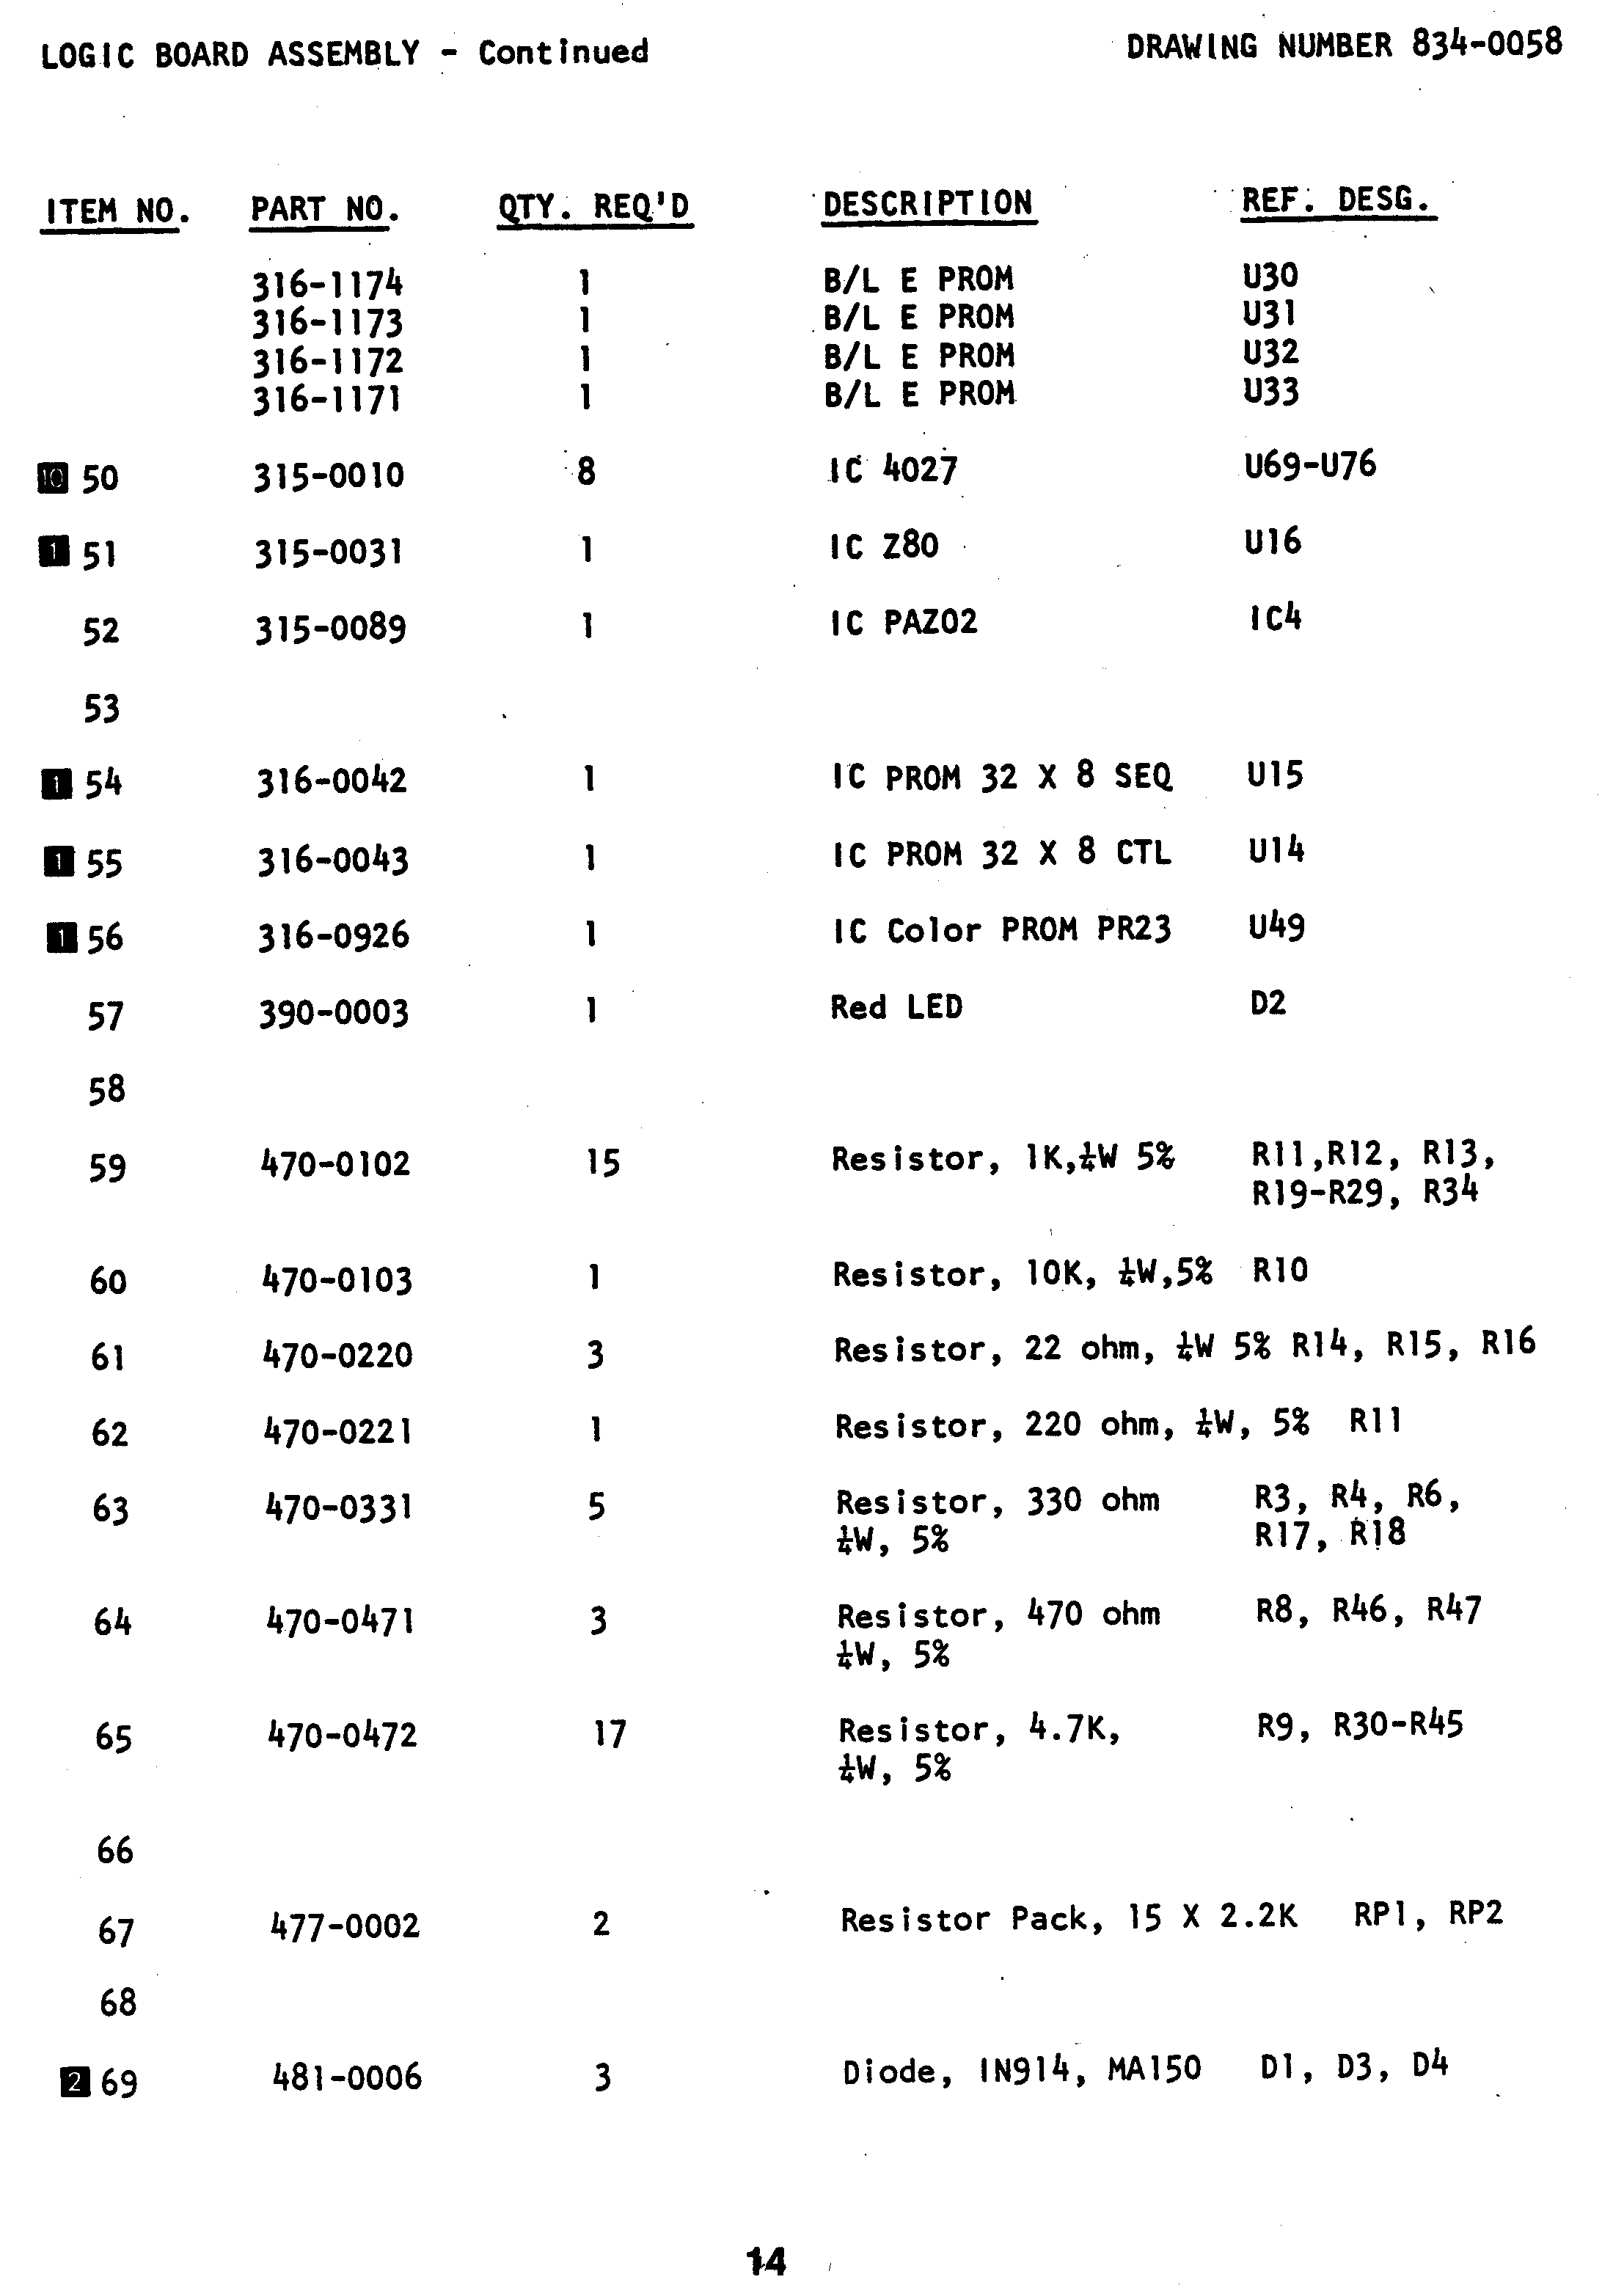 LOGIC BOARD ASSEMBLY - Continued DRAWING NUMBER 834-0058
ITEM NO. PART NO. QTY. REQ'D DESCRIPTION REF. DESG.
316-1174 1 B/L E PROM U30
316-1173 1 B/L E PROM U31
316-1172 1 B/L E PROM U32
316-1171 1 B/L E PROM U33
10 50 315-0010 8 IC 4027 U69-U76
1 51 315-0031 1 IC Z80 U16
52 315-0089 1 IC PAZ02 IC4
53
1 54 316-0042 1 IC PROM 32 X 8 SEQ U15
1 55 316-0043 1 IC PROM 32 X 8 CTL U14
1 56 316-0926 1 IC Color PROM PR23 U49
57 390-0003 1 Red LED D2
58
59 470-0102 15 Resistor, 1K,¼W 5% R11,R12, R13,
R19-R29, R34
60 470-0103 1 Resistor, 10K, ¼W,5% R10
61 470-0220 3 Resistor, 22 ohm, ¼W 5% R14, R15, R16
62 470-0221 1 Resistor, 220 ohm, ¼W, 5% R11
63 470-0331 5 Resistor, 330 ohm R3, R4, R6,
¼W, 5% R17, R18
64 470-0471 3 Resistor, 470 ohm R8, R46, R47
¼W, 5%
65 470-0472 17 Resistor, 4.7K, R9, R30-R45
¼W, 5%
66
67 477-0002 2 Resistor Pack, 15 X 2.2K RP1, RP2
68
2 69 481-0006 3 Diode, 1N914, MA150 D1, D3, D4
14